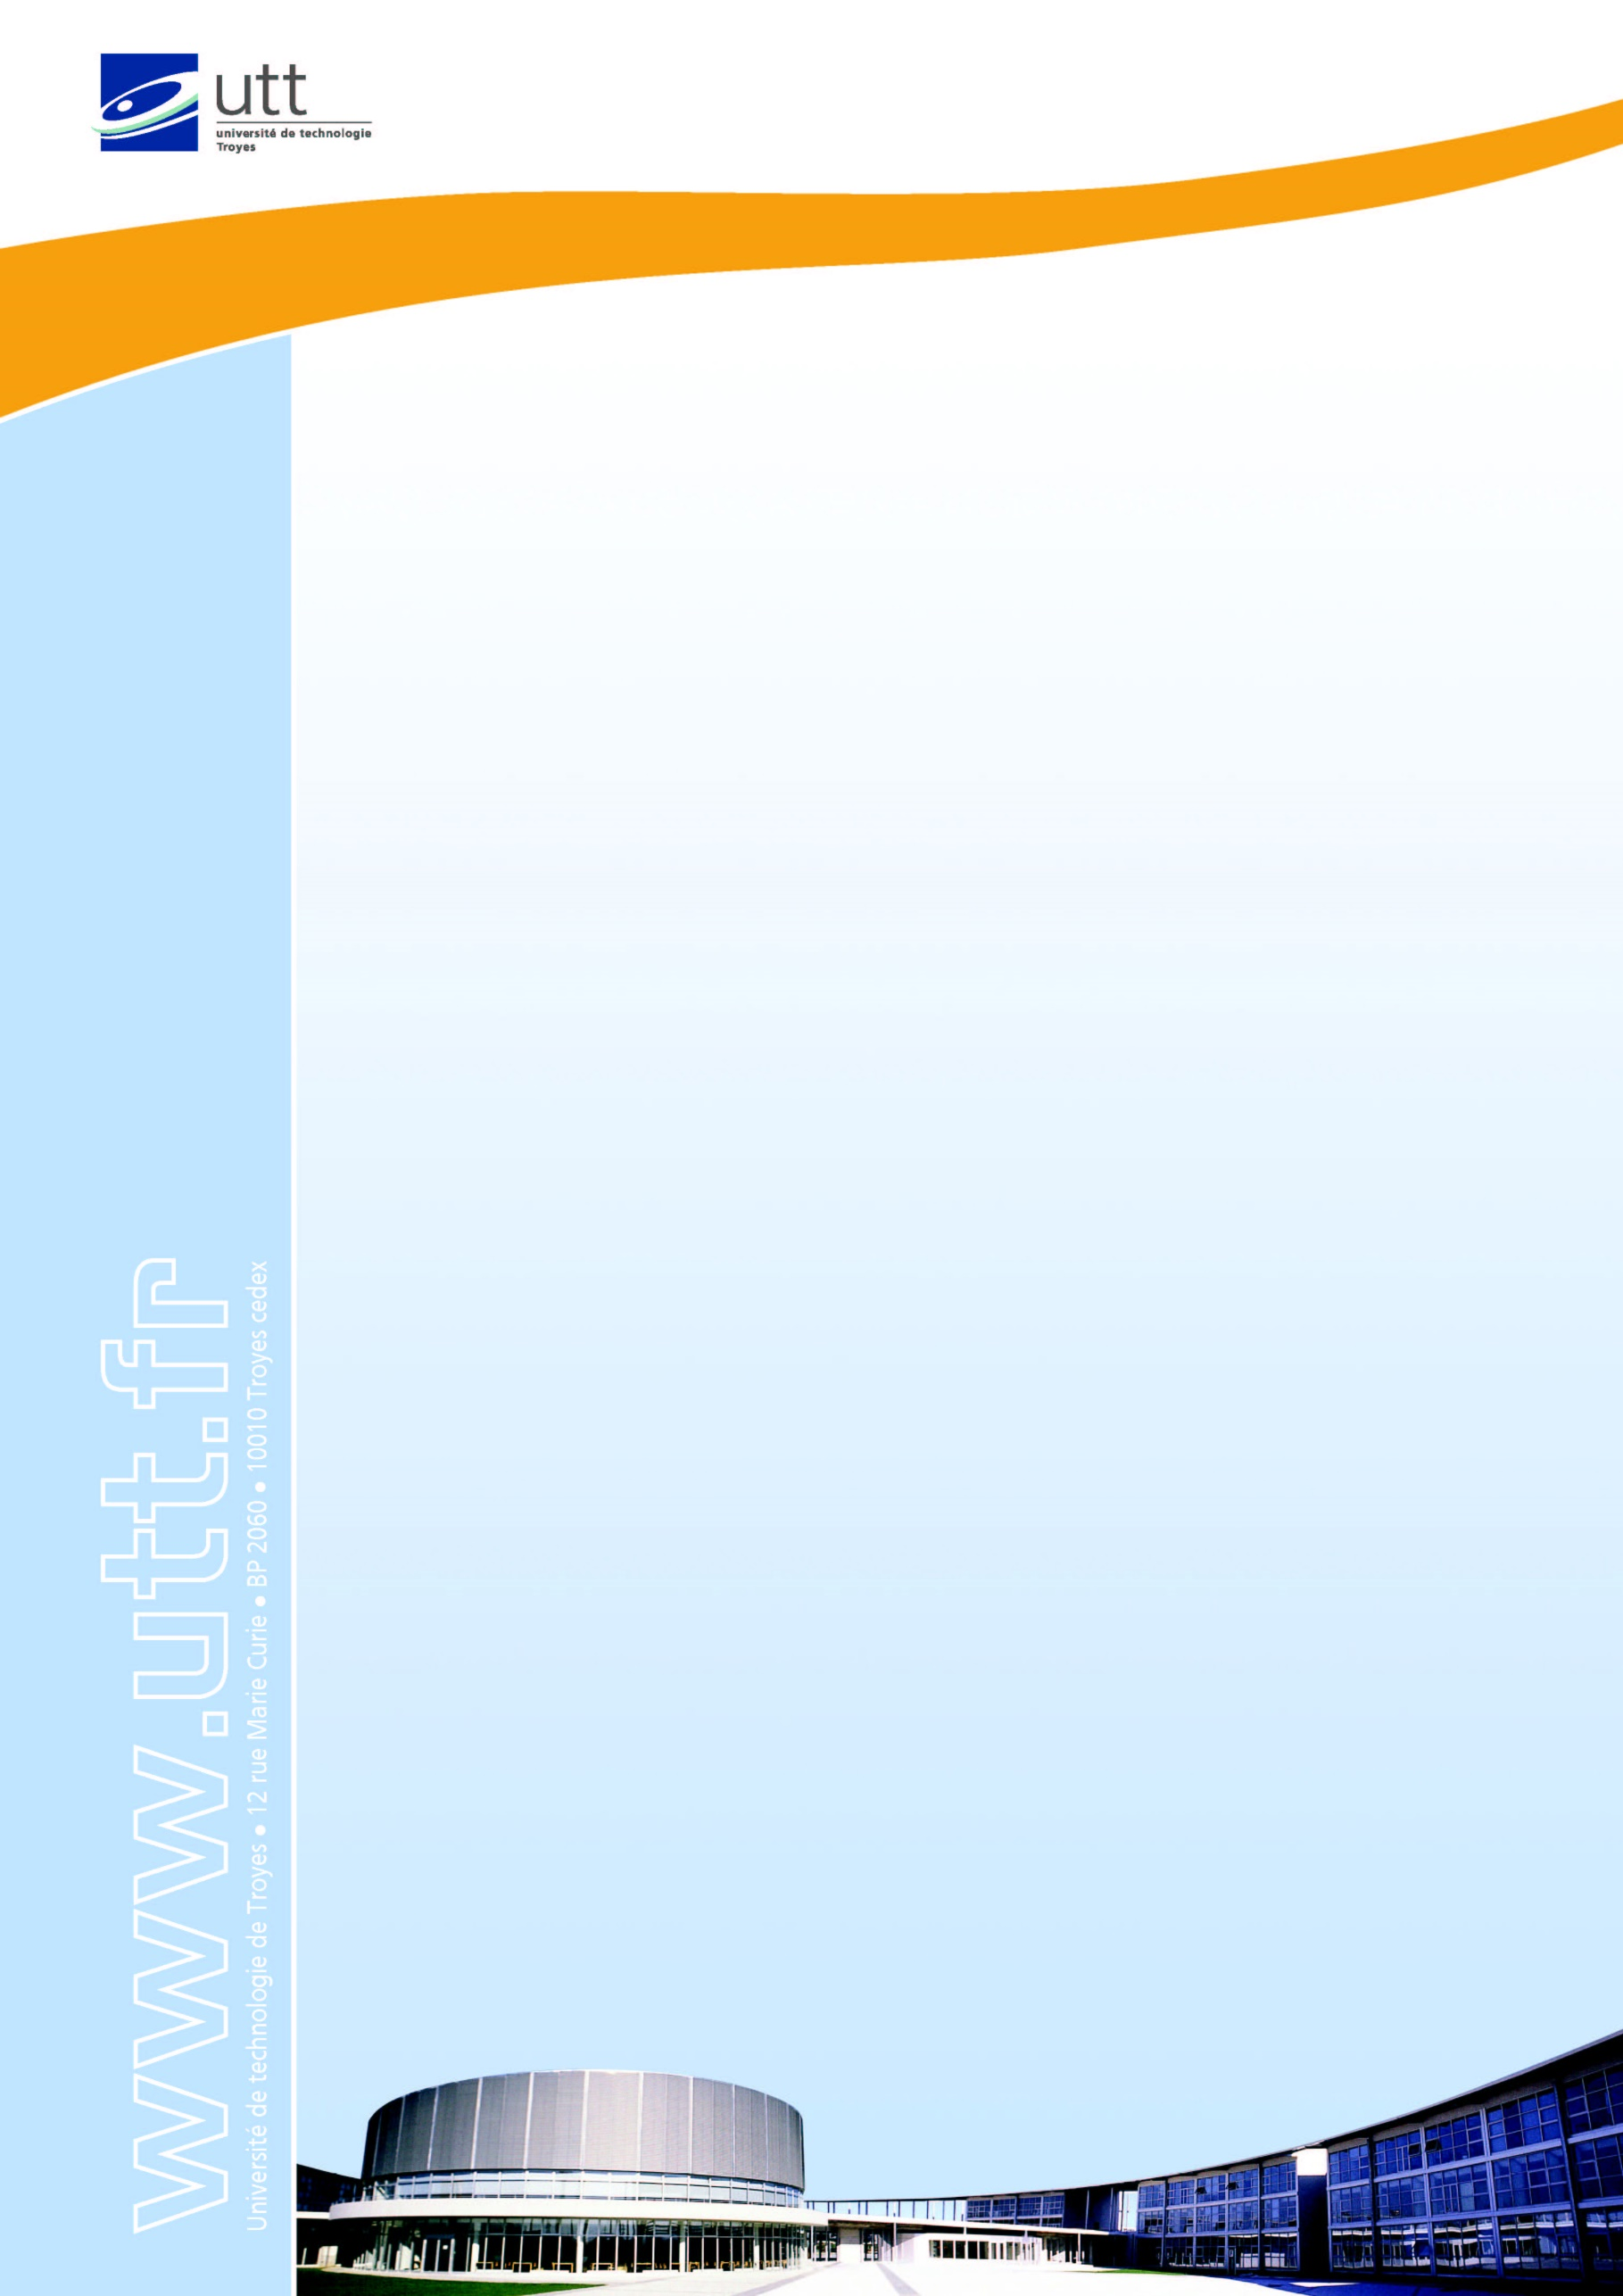 utt
université de technologie
Troyes
www.utt.fr
Université de technologie de Troyes • 12 rue Marie Curie • BP 2060 • 10010 Troyes cedex